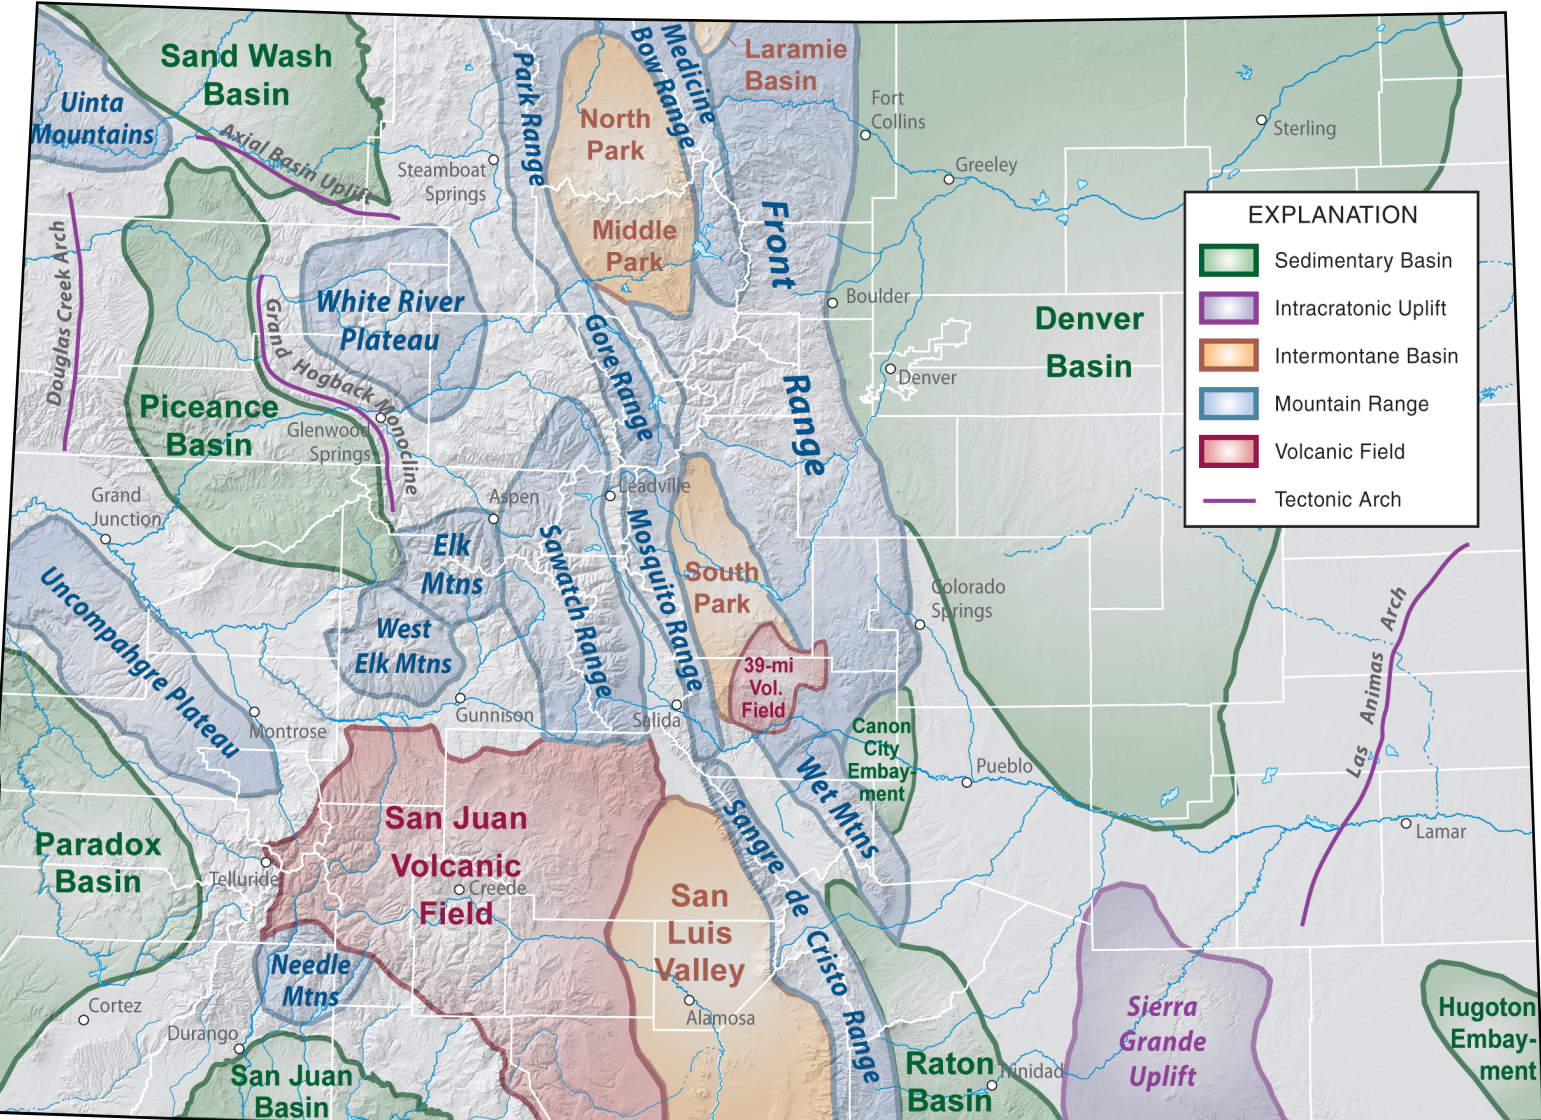 Sand Wash
Basin
Uinta
Mountains
Axial Basin Uplift
Park Range
Medicine
Bow Range
Laramie
Basin
North
Park
Middle
Park
Steamboat
Springs
Fort
Collins
Greeley
Sterling
Front
Range
Boulder
Denver
Denver
Basin
EXPLANATION
Sedimentary Basin
Intracratonic Uplift
Intermontane Basin
Mountain Range
Volcanic Field
Tectonic Arch
Douglas Creek Arch
White River
Plateau
Grand Hogback Monocline
Piceance
Basin
Glenwood
Springs
Gore Range
Grand
Junction
Aspen
Leadville
Elk
Mtns
Sawatch Range
Mosquito Range
South
Park
Colorado
Springs
Uncompahgre Plateau
West
Elk Mtns
39-mi
Vol.
Field
Las Animas Arch
Montrose
Gunnison
Salida
Canon
City
Embay-
ment
Pueblo
Wet Mtns
Lamar
Paradox
Basin
Telluride
San Juan
Volcanic
Field
Creede
Sangre de Cristo Range
San
Luis
Valley
Needle
Mtns
Alamosa
Cortez
Durango
San Juan
Basin
Raton
Basin
Trinidad
Sierra
Grande
Uplift
Hugoton
Embay-
ment